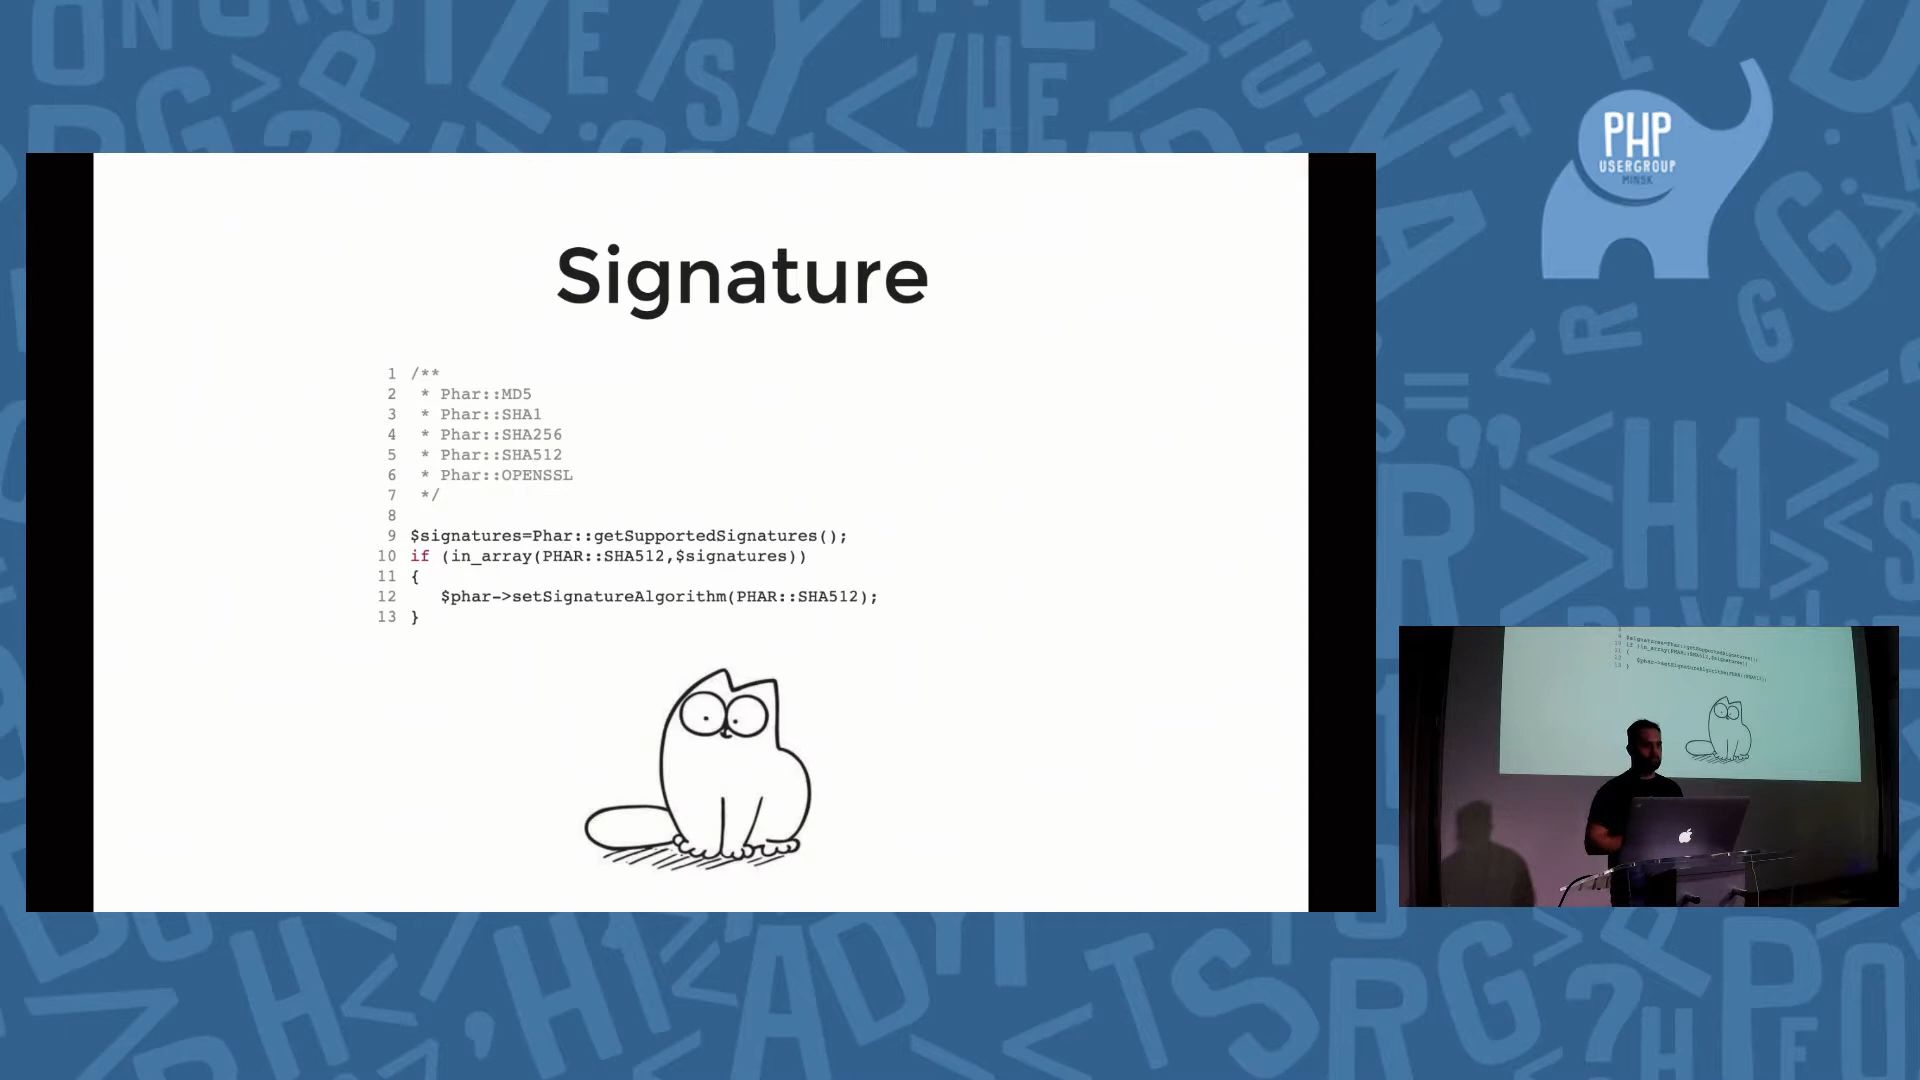 PHP
USERGROUP
MINSK
Signature
1 /**
2 * Phar::MD5
3 * Phar::SHA1
4 * Phar::SHA256
5 * Phar::SHA512
6 * Phar::OPENSSL
7 */
8
9 $signatures=Phar::getSupportedSignatures();
10 if (in_array(PHAR::SHA512,$signatures))
11 {
12 $phar->setSignatureAlgorithm(PHAR::SHA512);
13 }